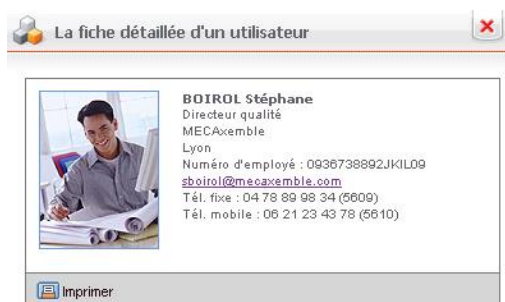 La fiche détaillée d'un utilisateur
BOIROL Stéphane
Directeur qualité
MECAxemble
Lyon
Numéro d'employé : 0936738892JKIL09
sboirol@mecaxemble.com
Tél. fixe : 04 78 89 98 34 (5609)
Tél. mobile : 06 21 23 43 78 (5610)
Imprimer